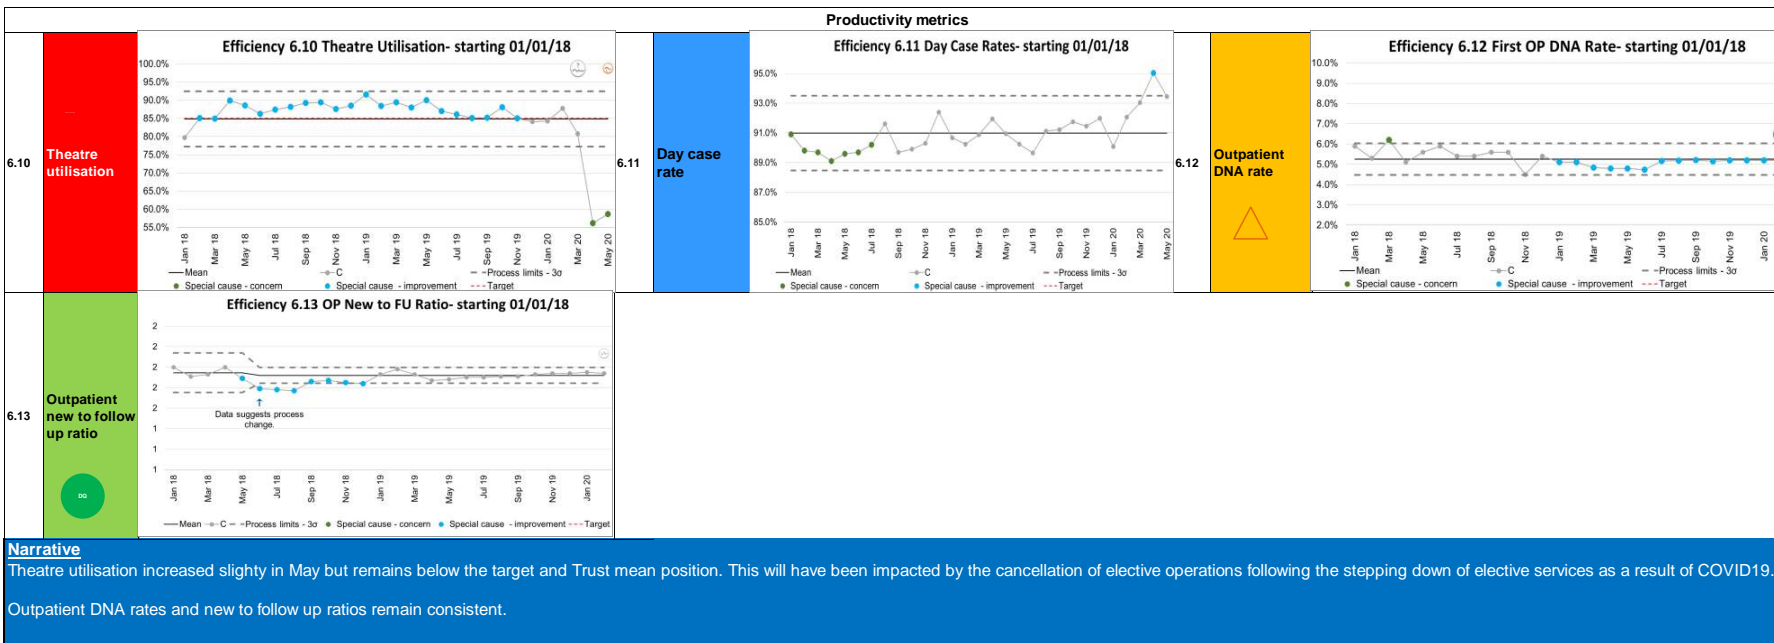 Productivity metrics
6.10
Theatre
utilisation
Efficiency 6.10 Theatre Utilisation- starting 01/01/18
100.0%
95.0%
90.0%
85.0%
80.0%
75.0%
70.0%
65.0%
60.0%
55.0%
Jan 18
Mar 18
May 18
Jul 18
Sep 18
Nov 18
Jan 19
Mar 19
May 19
Jul 19
Sep 19
Nov 19
Jan 20
Mar 20
May 20
Mean
C
Process limits - 3σ
Special cause - concern
Special cause - improvement
Target
6.11
Day case
rate
Efficiency 6.11 Day Case Rates- starting 01/01/18
95.0%
93.0%
91.0%
89.0%
87.0%
85.0%
Jan 18
Mar 18
May 18
Jul 18
Sep 18
Nov 18
Jan 19
Mar 19
May 19
Jul 19
Sep 19
Nov 19
Jan 20
Mar 20
May 20
Mean
C
Process limits - 3σ
Special cause - concern
Special cause - improvement
Target
6.12
Outpatient
DNA rate
Efficiency 6.12 First OP DNA Rate- starting 01/01/18
10.0%
9.0%
8.0%
7.0%
6.0%
5.0%
4.0%
3.0%
2.0%
Jan 18
Mar 18
May 18
Jul 18
Sep 18
Nov 18
Jan 19
Mar 19
May 19
Jul 19
Sep 19
Nov 19
Jan 20
Mean
C
Process limits - 3σ
Special cause - concern
Special cause - improvement
Target
6.13
Outpatient
new to follow
up ratio
DQ
Efficiency 6.13 OP New to FU Ratio- starting 01/01/18
2
2
2
2
2
1
1
1
Data suggests process
change.
Jan 18
Mar 18
May 18
Jul 18
Sep 18
Nov 18
Jan 19
Mar 19
May 19
Jul 19
Sep 19
Nov 19
Jan 20
Mean
C
Process limits - 3σ
Special cause - concern
Special cause - improvement
Target
Narrative
Theatre utilisation increased slighty in May but remains below the target and Trust mean position. This will have been impacted by the cancellation of elective operations following the stepping down of elective services as a result of COVID19.
Outpatient DNA rates and new to follow up ratios remain consistent.